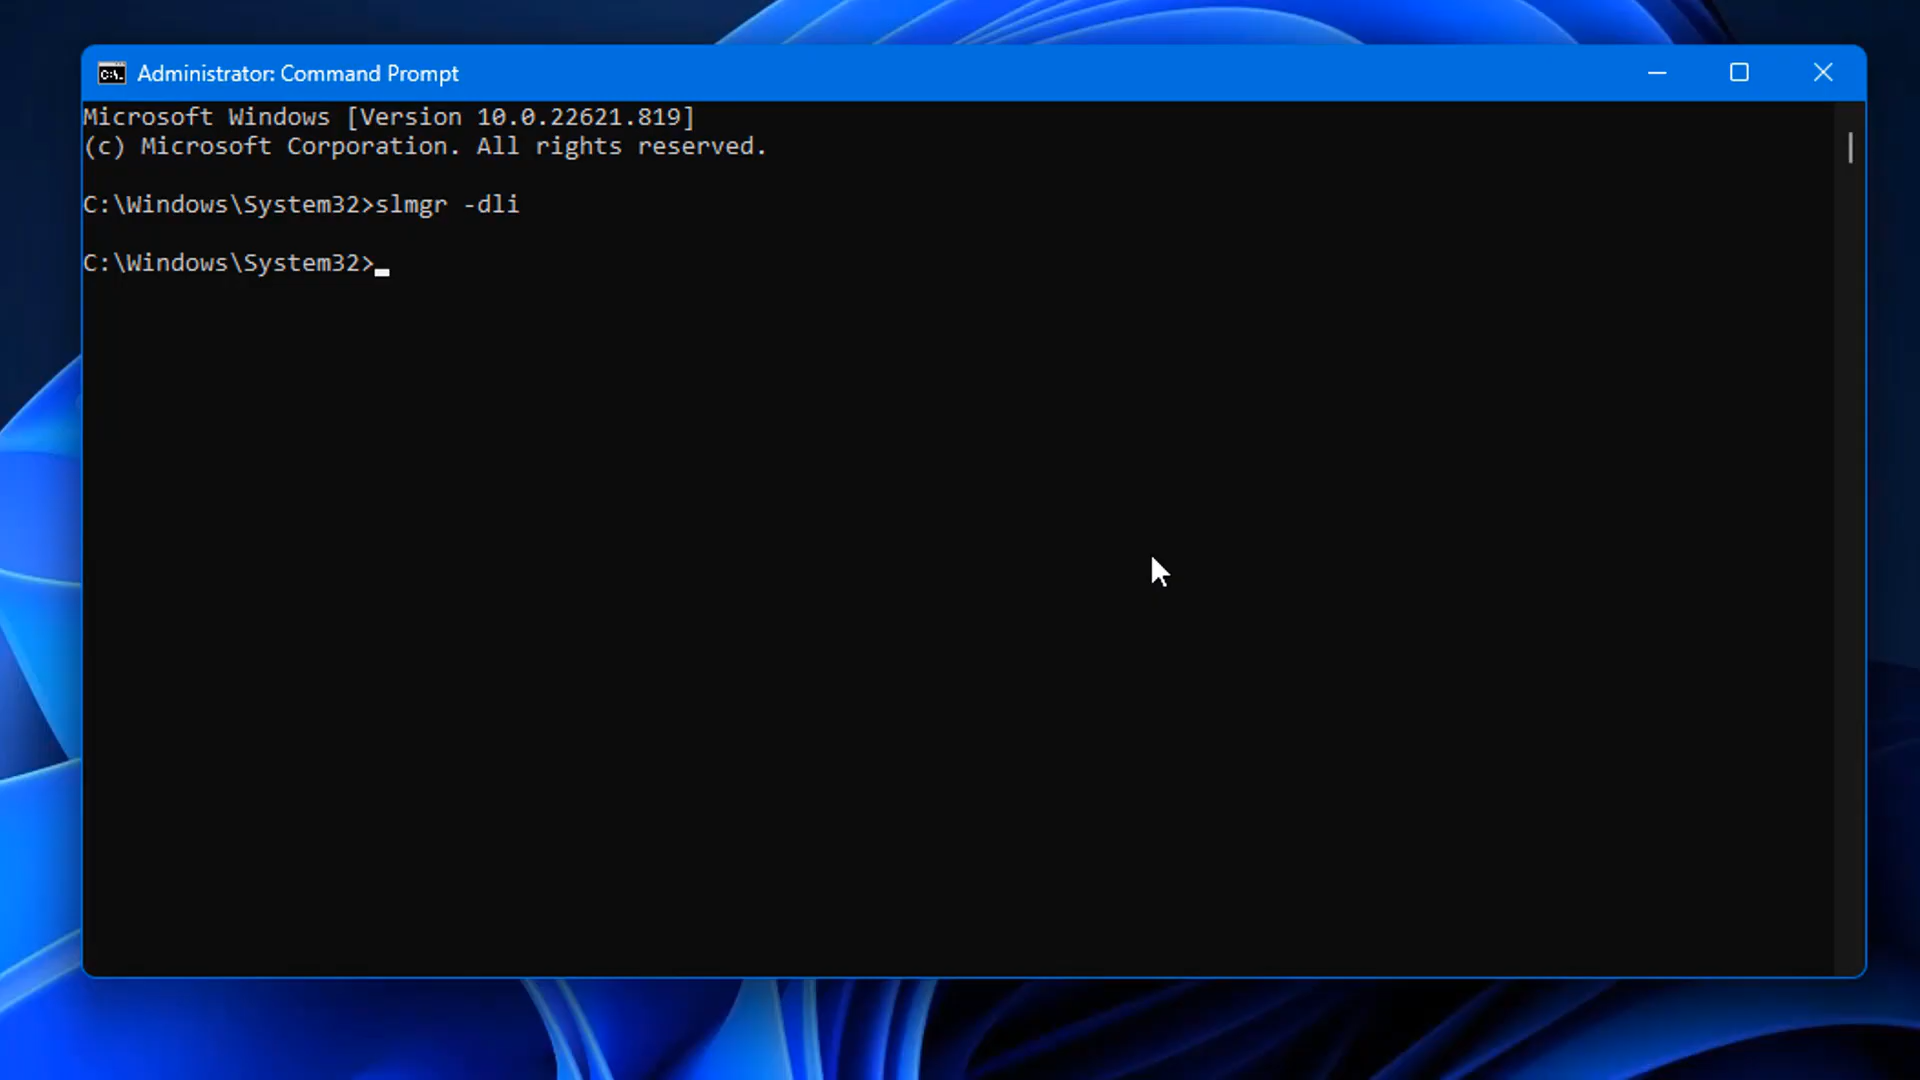 Administrator: Command Prompt
Microsoft Windows [Version 10.0.22621.819]
(c) Microsoft Corporation. All rights reserved.
C:\Windows\System32>slmgr -dli
C:\Windows\System32>